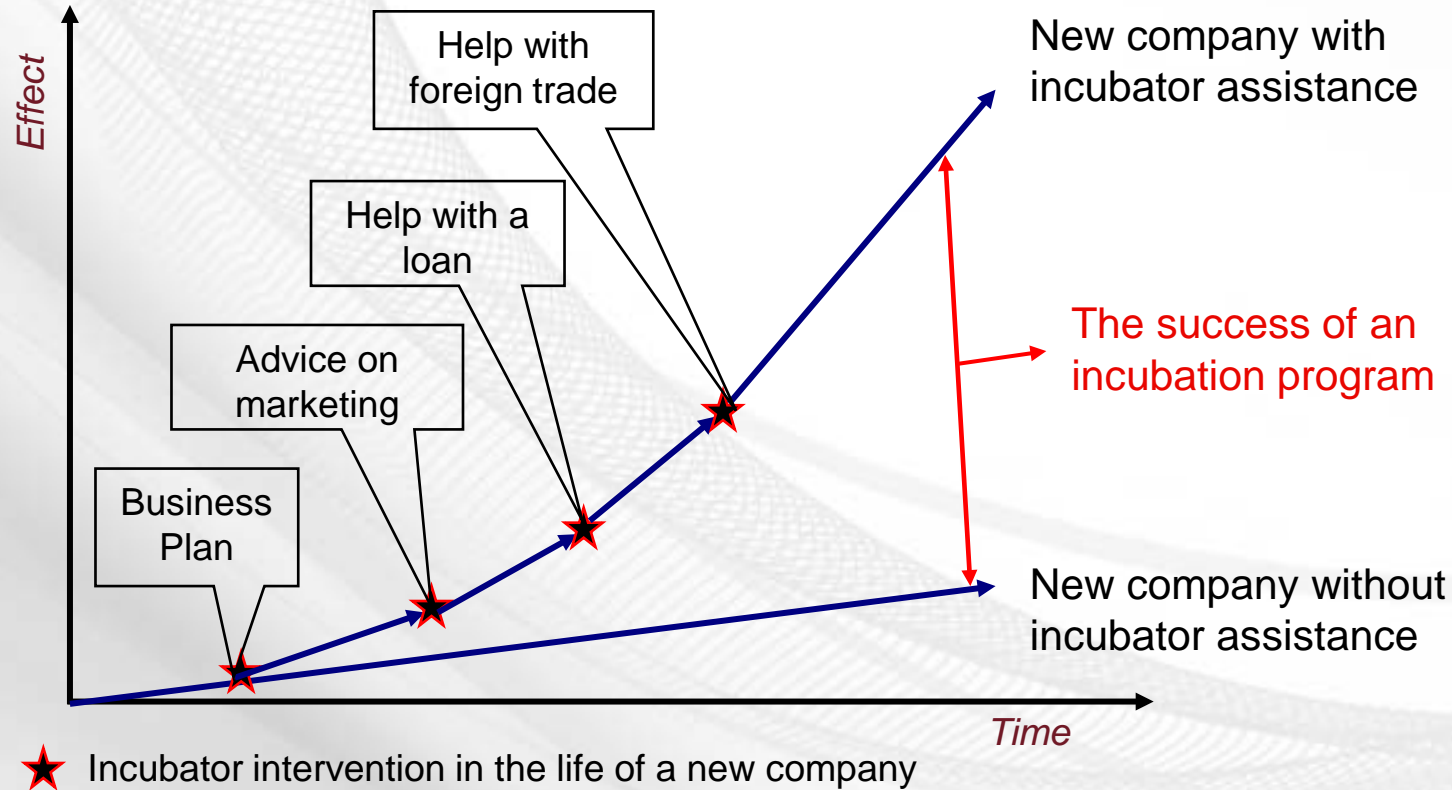 Effect
Help with
foreign trade
New company with
incubator assistance
Help with a
loan
The success of an
incubation program
Advice on
marketing
Business
Plan
New company without
incubator assistance
Time
Incubator intervention in the life of a new company